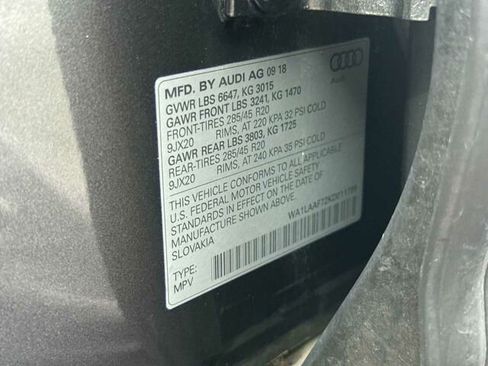 MFD. BY AUDI AG 09 18
GVWR LBS 6647, KG 3015
GAWR FRONT LBS 3241, KG 1470
FRONT-TIRES 285/45 R20
9JX20 RIMS, AT 220 KPA 32 PSI COLD
GAWR REAR LBS 3803, KG 1725
REAR-TIRES 285/45 R20
9JX20 RIMS, AT 240 KPA 35 PSI COLD
THIS VEHICLE CONFORMS TO ALL APPLICABLE
U.S. FEDERAL MOTOR VEHICLE SAFETY
STANDARDS IN EFFECT ON THE DATE OF
MANUFACTURE SHOWN ABOVE.
SLOVAKIA
TYPE:
MPV
Audi